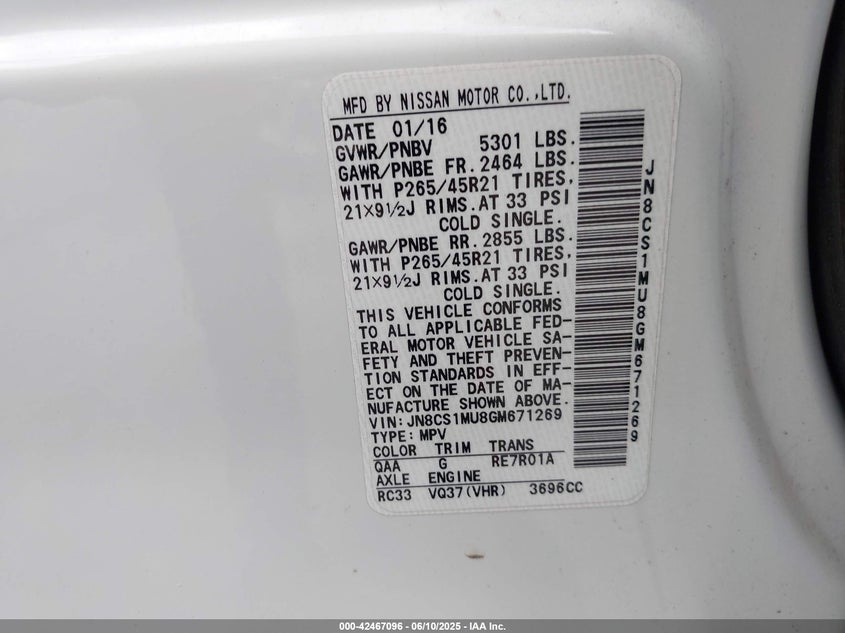 MFD BY NISSAN MOTOR CO.,LTD.
DATE 01/16
GVWR/PNBV 5301 LBS.
GAWR/PNBE FR. 2464 LBS.
WITH P265/45R21 TIRES,
21×9½J RIMS.AT 33 PSI
COLD SINGLE.
GAWR/PNBE RR. 2855 LBS.
WITH P265/45R21 TIRES,
21×9½J RIMS.AT 33 PSI
COLD SINGLE.
THIS VEHICLE CONFORMS
TO ALL APPLICABLE FED-
ERAL MOTOR VEHICLE SA-
FETY AND THEFT PREVEN-
TION STANDARDS IN EFF-
ECT ON THE DATE OF MA-
NUFACTURE SHOWN ABOVE.
VIN:JN8CS1MU8GM671269
TYPE:MPV
COLOR TRIM TRANS
QAA G RE7R01A
AXLE ENGINE
RC33 VQ37(VHR) 3696CC
JN8CS1MU8GM671269
000-42467096 - 06/10/2025 - IAA Inc.